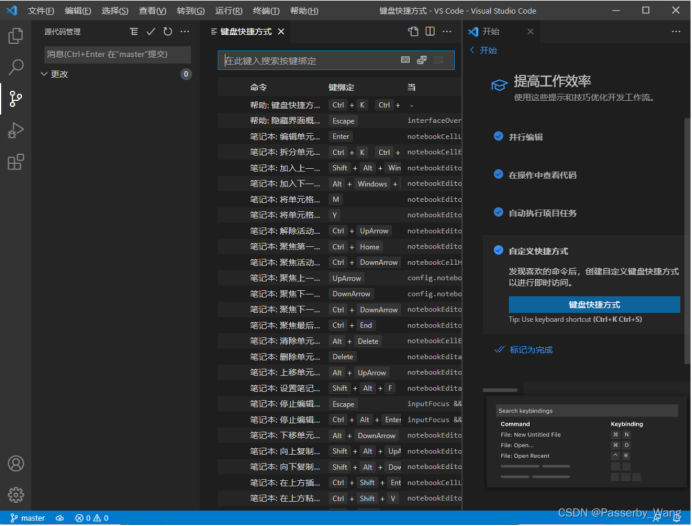 文件(F) 编辑(E) 选择(S) 查看(V) 转到(G) 运行(R) 终端(T) 帮助(H) 键盘快捷方式 - VS Code - Visual Studio Code
源代码管理
消息(Ctrl+Enter 在"master"提交)
更改 0
键盘快捷方式
在此键入搜索按键绑定
命令 键绑定 当
帮助: 键盘快捷方... Ctrl + K Ctrl + -
帮助: 隐藏界面概... Escape interfaceOver
笔记本: 编辑单元... Enter notebookCellL
笔记本: 拆分单元... Ctrl + K Ctrl + notebookCellE
笔记本: 加入上一... Shift + Alt + Win notebookEdito
笔记本: 加入下一... Alt + Windows + notebookEdito
笔记本: 将单元格... M notebookEdito
笔记本: 将单元格... Y notebookEdito
笔记本: 解除活动... Ctrl + UpArrow notebookEdito
笔记本: 聚焦第一... Ctrl + Home notebookEdito
笔记本: 聚焦活动... Ctrl + DownArrow notebookCellH
笔记本: 聚焦上一... UpArrow config.notebo
笔记本: 聚焦下一... DownArrow config.notebo
笔记本: 聚焦下一... Ctrl + DownArrow notebookEdito
笔记本: 聚焦最后... Ctrl + End notebookEdito
笔记本: 清除单元... Alt + Delete notebookCellE
笔记本: 删除单元... Delete notebookEdita
笔记本: 上移单元... Alt + UpArrow notebookEdito
笔记本: 设置笔记... Shift + Alt + F notebookEdita
笔记本: 停止编辑... Escape inputFocus &&
笔记本: 停止编辑... Ctrl + Alt + Enter inputFocus &&
笔记本: 下移单元... Alt + DownArrow notebookEdito
笔记本: 向上复制... Shift + Alt + UpA notebookEdito
笔记本: 向下复制... Shift + Alt + Dov notebookEdito
笔记本: 在上方插... Ctrl + Shift + Ent notebookCellL
笔记本: 在上方粘... Ctrl + Shift + V notebookEdito
开始
开始
提高工作效率
使用这些提示和技巧优化开发工作流。
并行编辑
在操作中查看代码
自动执行项目任务
自定义快捷方式
发现喜欢的命令后，创建自定义键盘快捷方式
以进行即时访问。
键盘快捷方式
Tip: Use keyboard shortcut (Ctrl+K Ctrl+S)
标记为完成
Search keybindings
Command Keybinding
File: New Untitled File ⌘ N
File: Open... ⌘ O
File: Open Recent ⌃ R
master 0 0
CSDN @Passerby_Wang